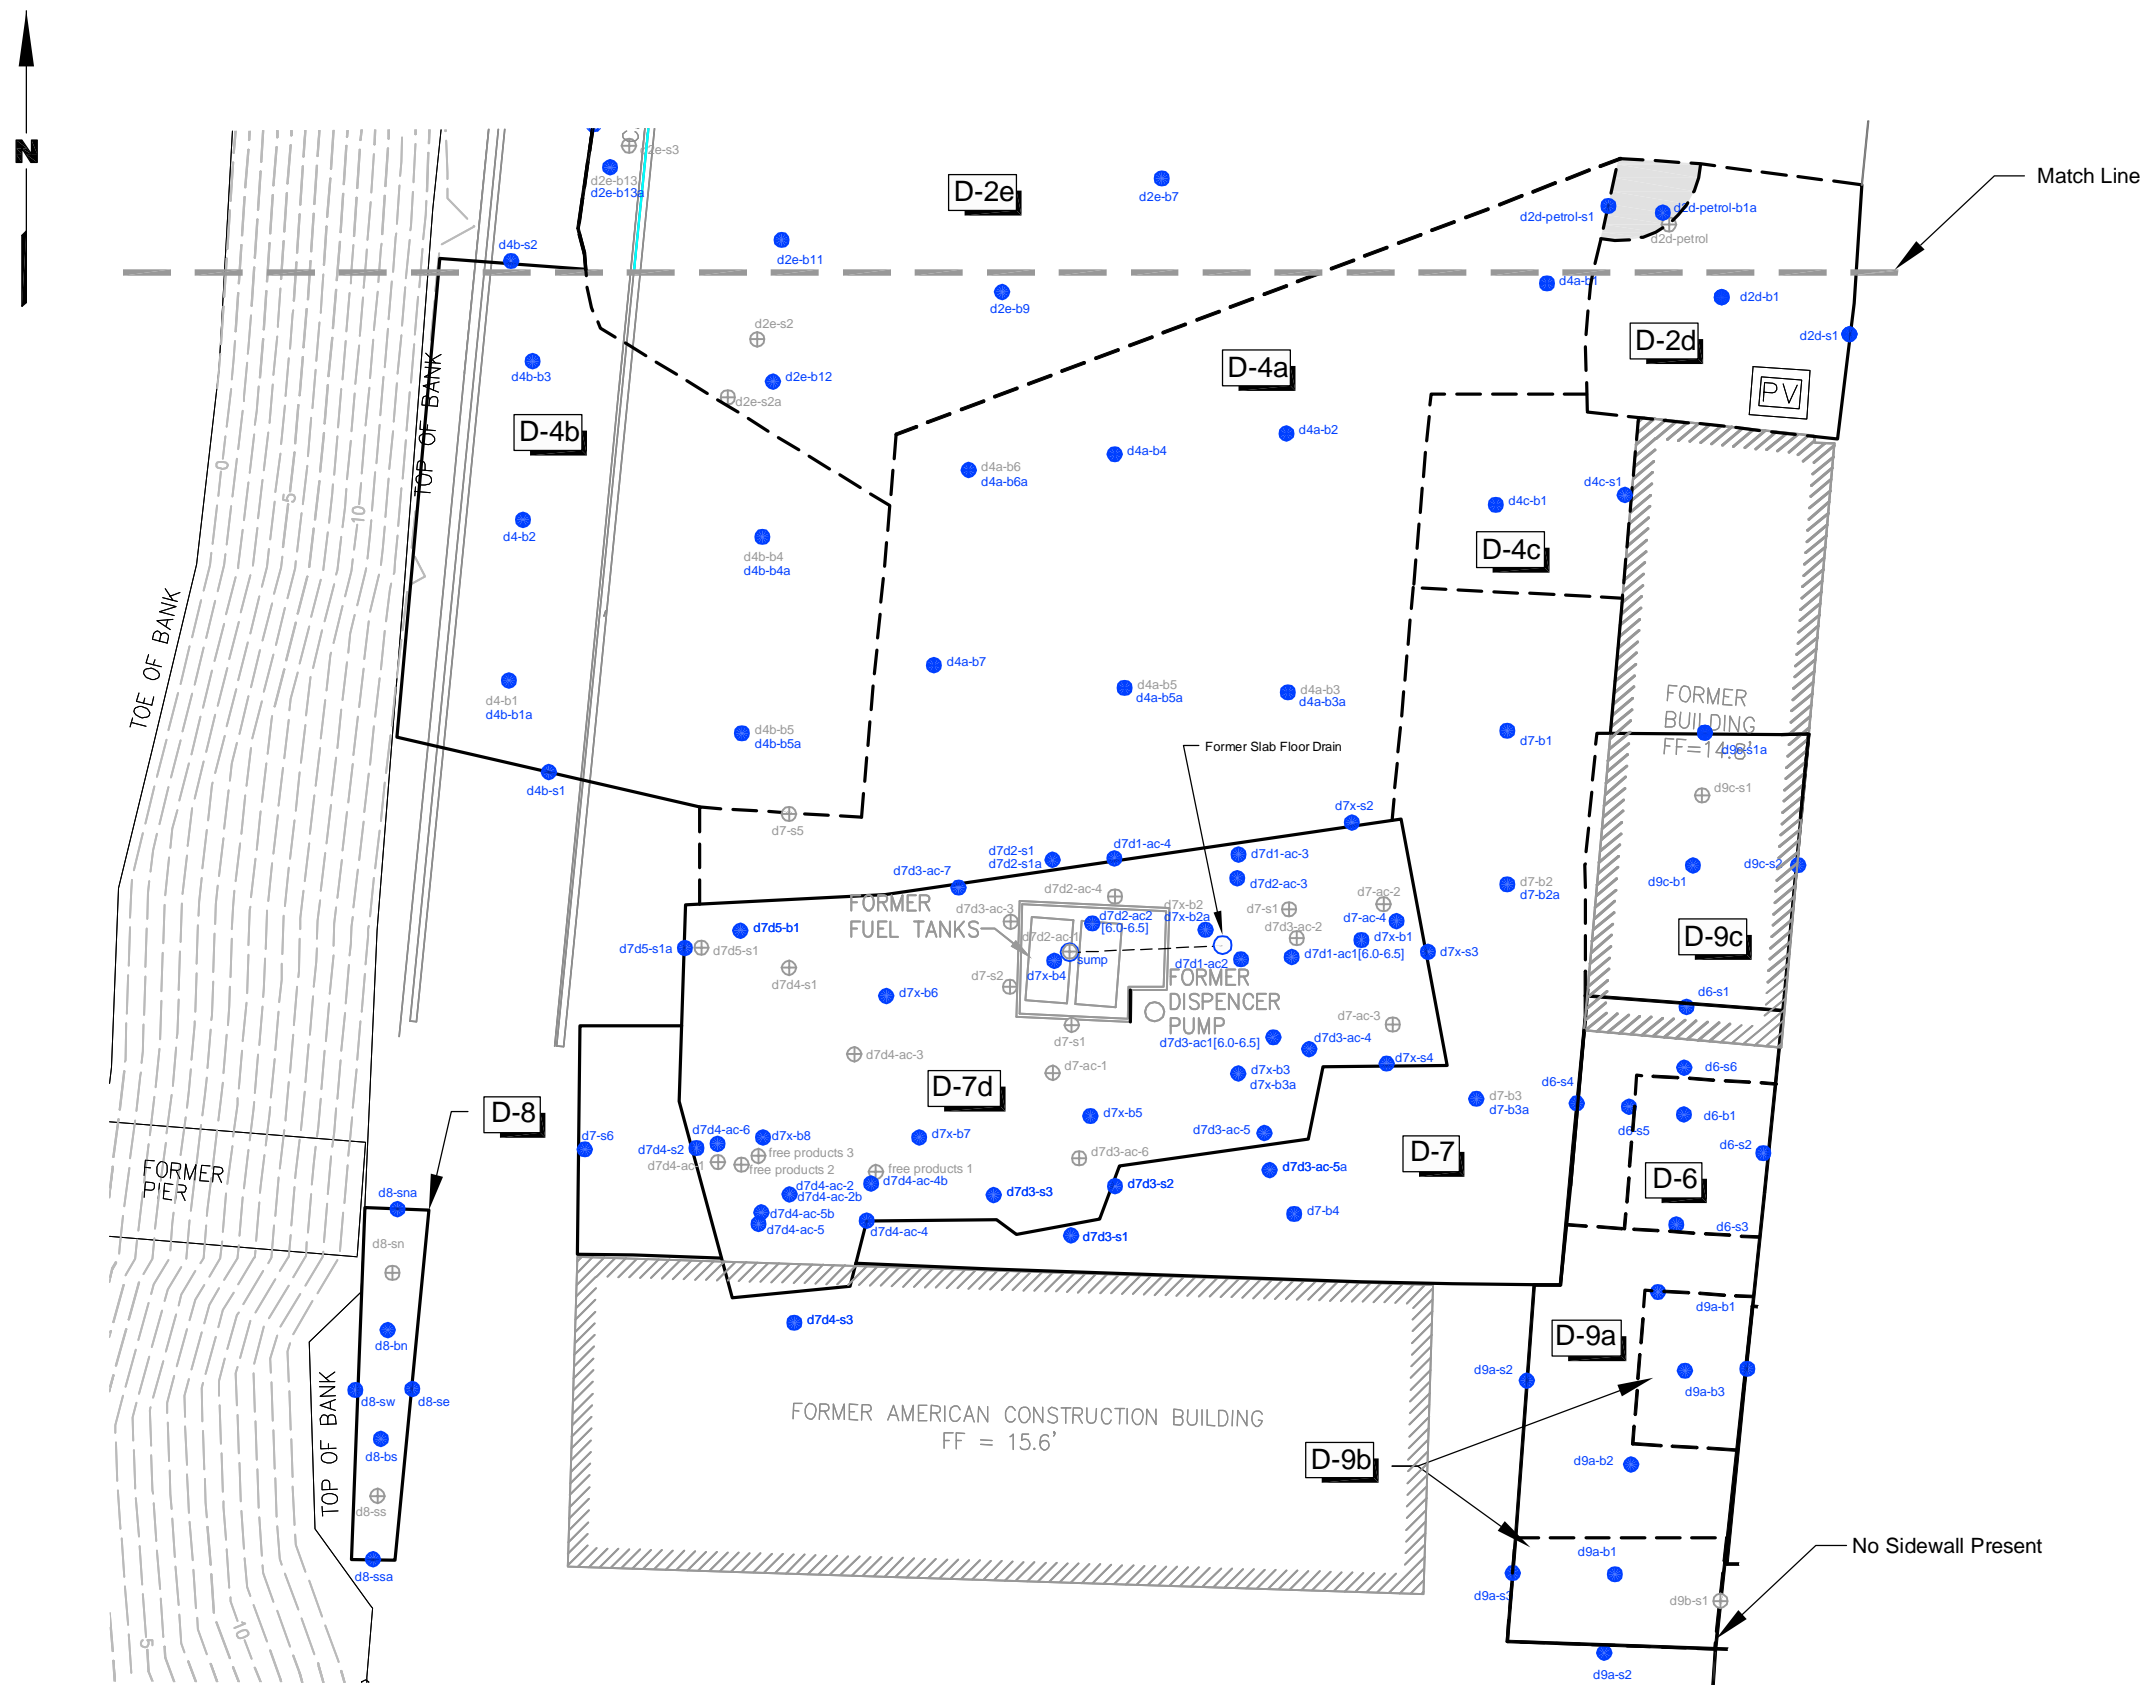 N
Match Line
d2e-s3
d2e-b13
d2e-b13a
D-2e
d2e-b7
d2d-petrol-s1
d2d-petrol-b1a
d2d-petrol
d4b-s2
d2e-b11
d2e-b9
d4a-b1
d2d-b1
D-2d
d2d-s1
PV
d2e-s2
d2e-b12
d2e-s2a
D-4a
d4b-b3
TOP OF BANK
D-4b
0
5
10
d4a-b2
d4a-b4
d4a-b6
d4a-b6a
d4c-b1
d4c-s1
D-4c
d4-b2
d4b-b4
d4b-b4a
TOE OF BANK
d4a-b7
d4a-b5
d4a-b5a
d4a-b3
d4a-b3a
d4-b1
d4b-b1a
d4b-b5
d4b-b5a
d7-b1
FORMER
BUILDING
FF=14.8'
d9c-s1a
Former Slab Floor Drain
d4b-s1
d9c-s1
d7-s5
d7x-s2
d7d2-s1
d7d2-s1a
d7d1-ac-4
d7d1-ac-3
d7d3-ac-7
d7d2-ac-3
d7-b2
d7-b2a
d9c-b1
d9c-s2
FORMER
FUEL TANKS
d7d2-ac-4
d7d3-ac-3
d7d2-ac2
[6.0-6.5]
d7x-b2
d7x-b2a
d7-s1
d7-ac-2
d7-ac-4
d7d3-ac-2
d7x-b1
d7d5-b1
d7d5-s1a
d7d5-s1
d7d2-ac-1
sump
d7x-b4
d7d1-ac2
d7d1-ac1[6.0-6.5]
d7x-s3
D-9c
d7d4-s1
d7-s2
d7x-b6
FORMER
DISPENCER
PUMP
d6-s1
d7-s1
d7-ac-3
d7d3-ac1[6.0-6.5]
d7d3-ac-4
d7d4-ac-3
d7-ac-1
d7x-b3
d7x-b3a
d7x-s4
D-7d
d6-s6
d6-s4
d7-b3
d7-b3a
D-8
d7x-b5
d6-s5
d6-b1
d7d4-ac-6
d7x-b8
d7x-b7
d7d3-ac-5
d7-s6
d7d4-s2
d7d4-ac-1
free products 3
free products 2
free products 1
d7d3-ac-6
d7d3-ac-5a
D-7
d6-s2
D-6
FORMER
PIER
d8-sna
d7d4-ac-2
d7d4-ac-2b
d7d4-ac-4b
d7d3-s3
d7d3-s2
d7d4-ac-5b
d7d4-ac-5
d7d4-ac-4
d7d3-s1
d7-b4
d6-s3
d8-sn
d9a-b1
d7d4-s3
d8-bn
D-9a
d9a-s2
d9a-b3
d8-sw
d8-se
TOP OF BANK
FORMER AMERICAN CONSTRUCTION BUILDING
FF = 15.6'
d8-bs
D-9b
d9a-b2
d8-ss
d8-ssa
d9a-b1
No Sidewall Present
d9a-s3
d9b-s1
d9a-s2
5
10